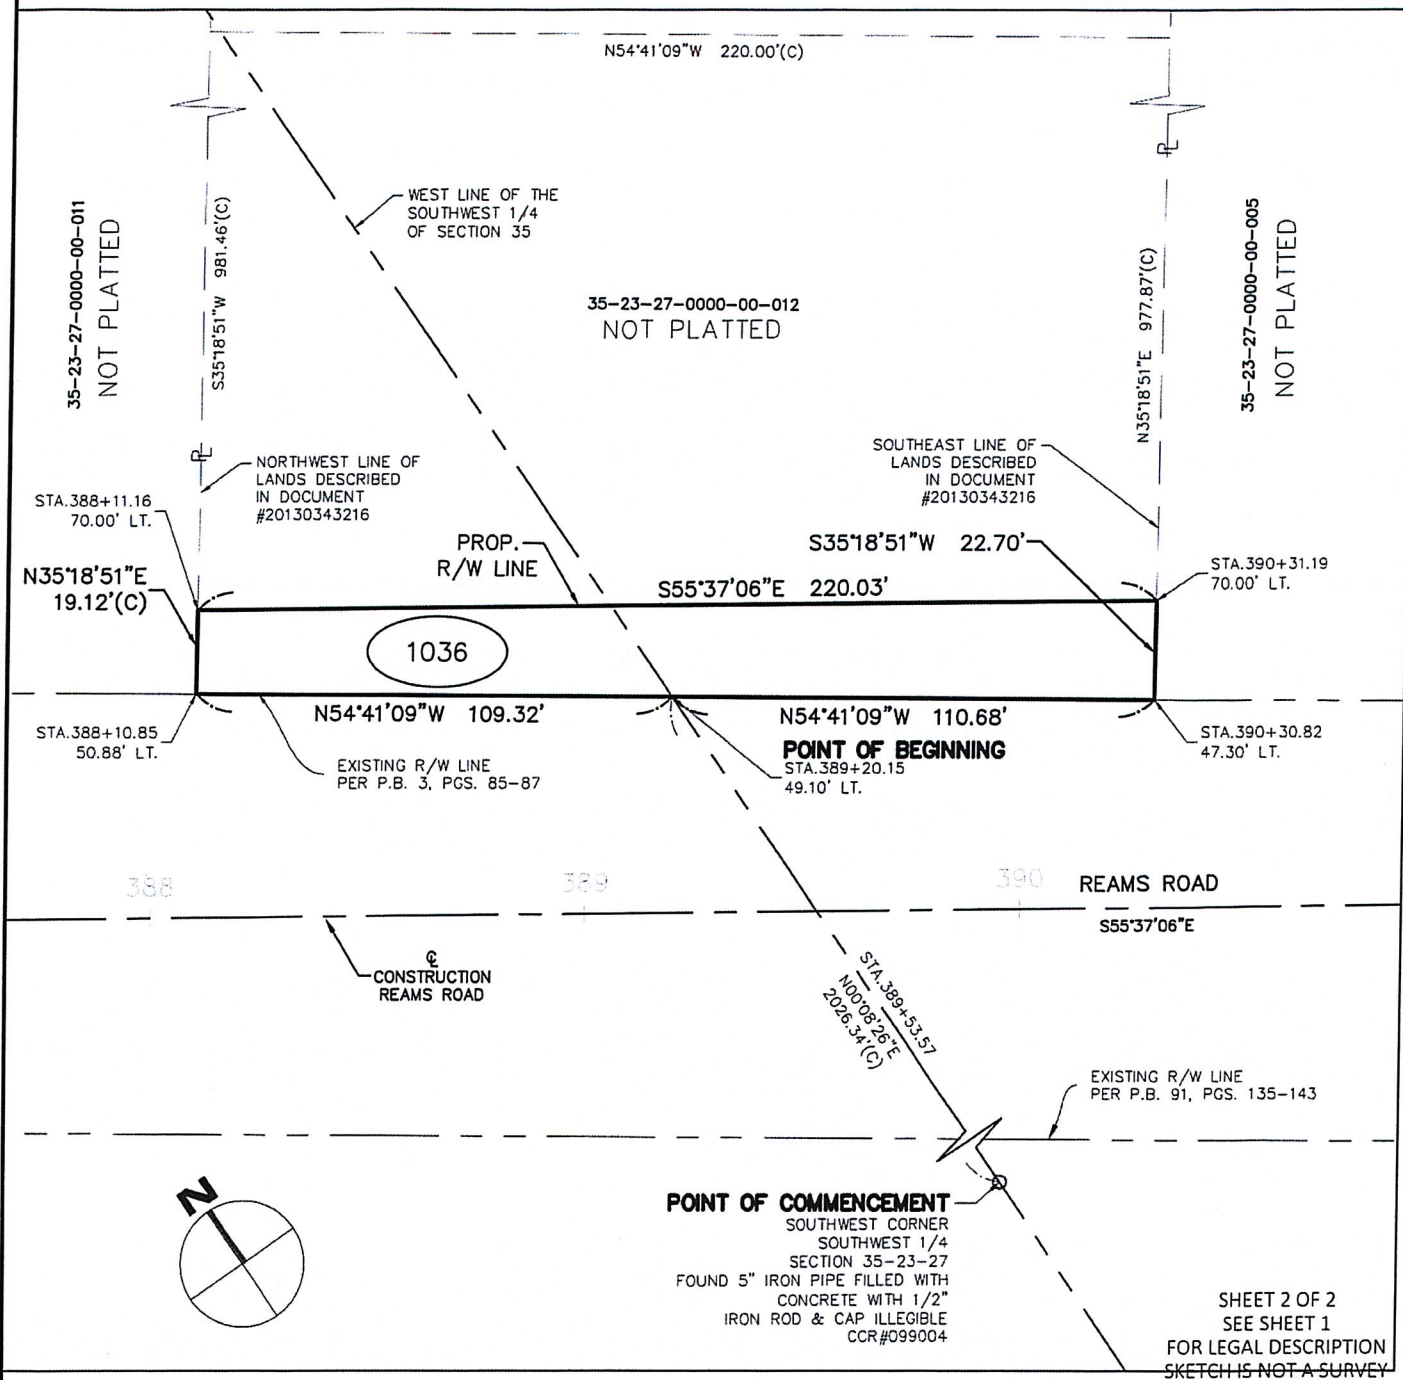 N54°41'09"W 220.00'(C)
WEST LINE OF THE
SOUTHWEST 1/4
OF SECTION 35
35-23-27-0000-00-011
NOT PLATTED
S35°18'51"W 981.46'(C)
35-23-27-0000-00-012
NOT PLATTED
N35°18'51"E 977.87'(C)
35-23-27-0000-00-005
NOT PLATTED
PL
PL
NORTHWEST LINE OF
LANDS DESCRIBED
IN DOCUMENT
#20130343216
SOUTHEAST LINE OF
LANDS DESCRIBED
IN DOCUMENT
#20130343216
STA.388+11.16
70.00' LT.
PROP.
R/W LINE
S35°18'51"W 22.70'
N35°18'51"E
19.12'(C)
S55°37'06"E 220.03'
STA.390+31.19
70.00' LT.
1036
N54°41'09"W 109.32'
N54°41'09"W 110.68'
STA.388+10.85
50.88' LT.
POINT OF BEGINNING
STA.389+20.15
49.10' LT.
STA.390+30.82
47.30' LT.
EXISTING R/W LINE
PER P.B. 3, PGS. 85-87
388
389
390
REAMS ROAD
S55°37'06"E
℄
CONSTRUCTION
REAMS ROAD
STA.389+53.57
N00°08'26"E
2026.34'(C)
EXISTING R/W LINE
PER P.B. 91, PGS. 135-143
N
POINT OF COMMENCEMENT
SOUTHWEST CORNER
SOUTHWEST 1/4
SECTION 35-23-27
FOUND 5" IRON PIPE FILLED WITH
CONCRETE WITH 1/2"
IRON ROD & CAP ILLEGIBLE
CCR#099004
SHEET 2 OF 2
SEE SHEET 1
FOR LEGAL DESCRIPTION
SKETCH IS NOT A SURVEY